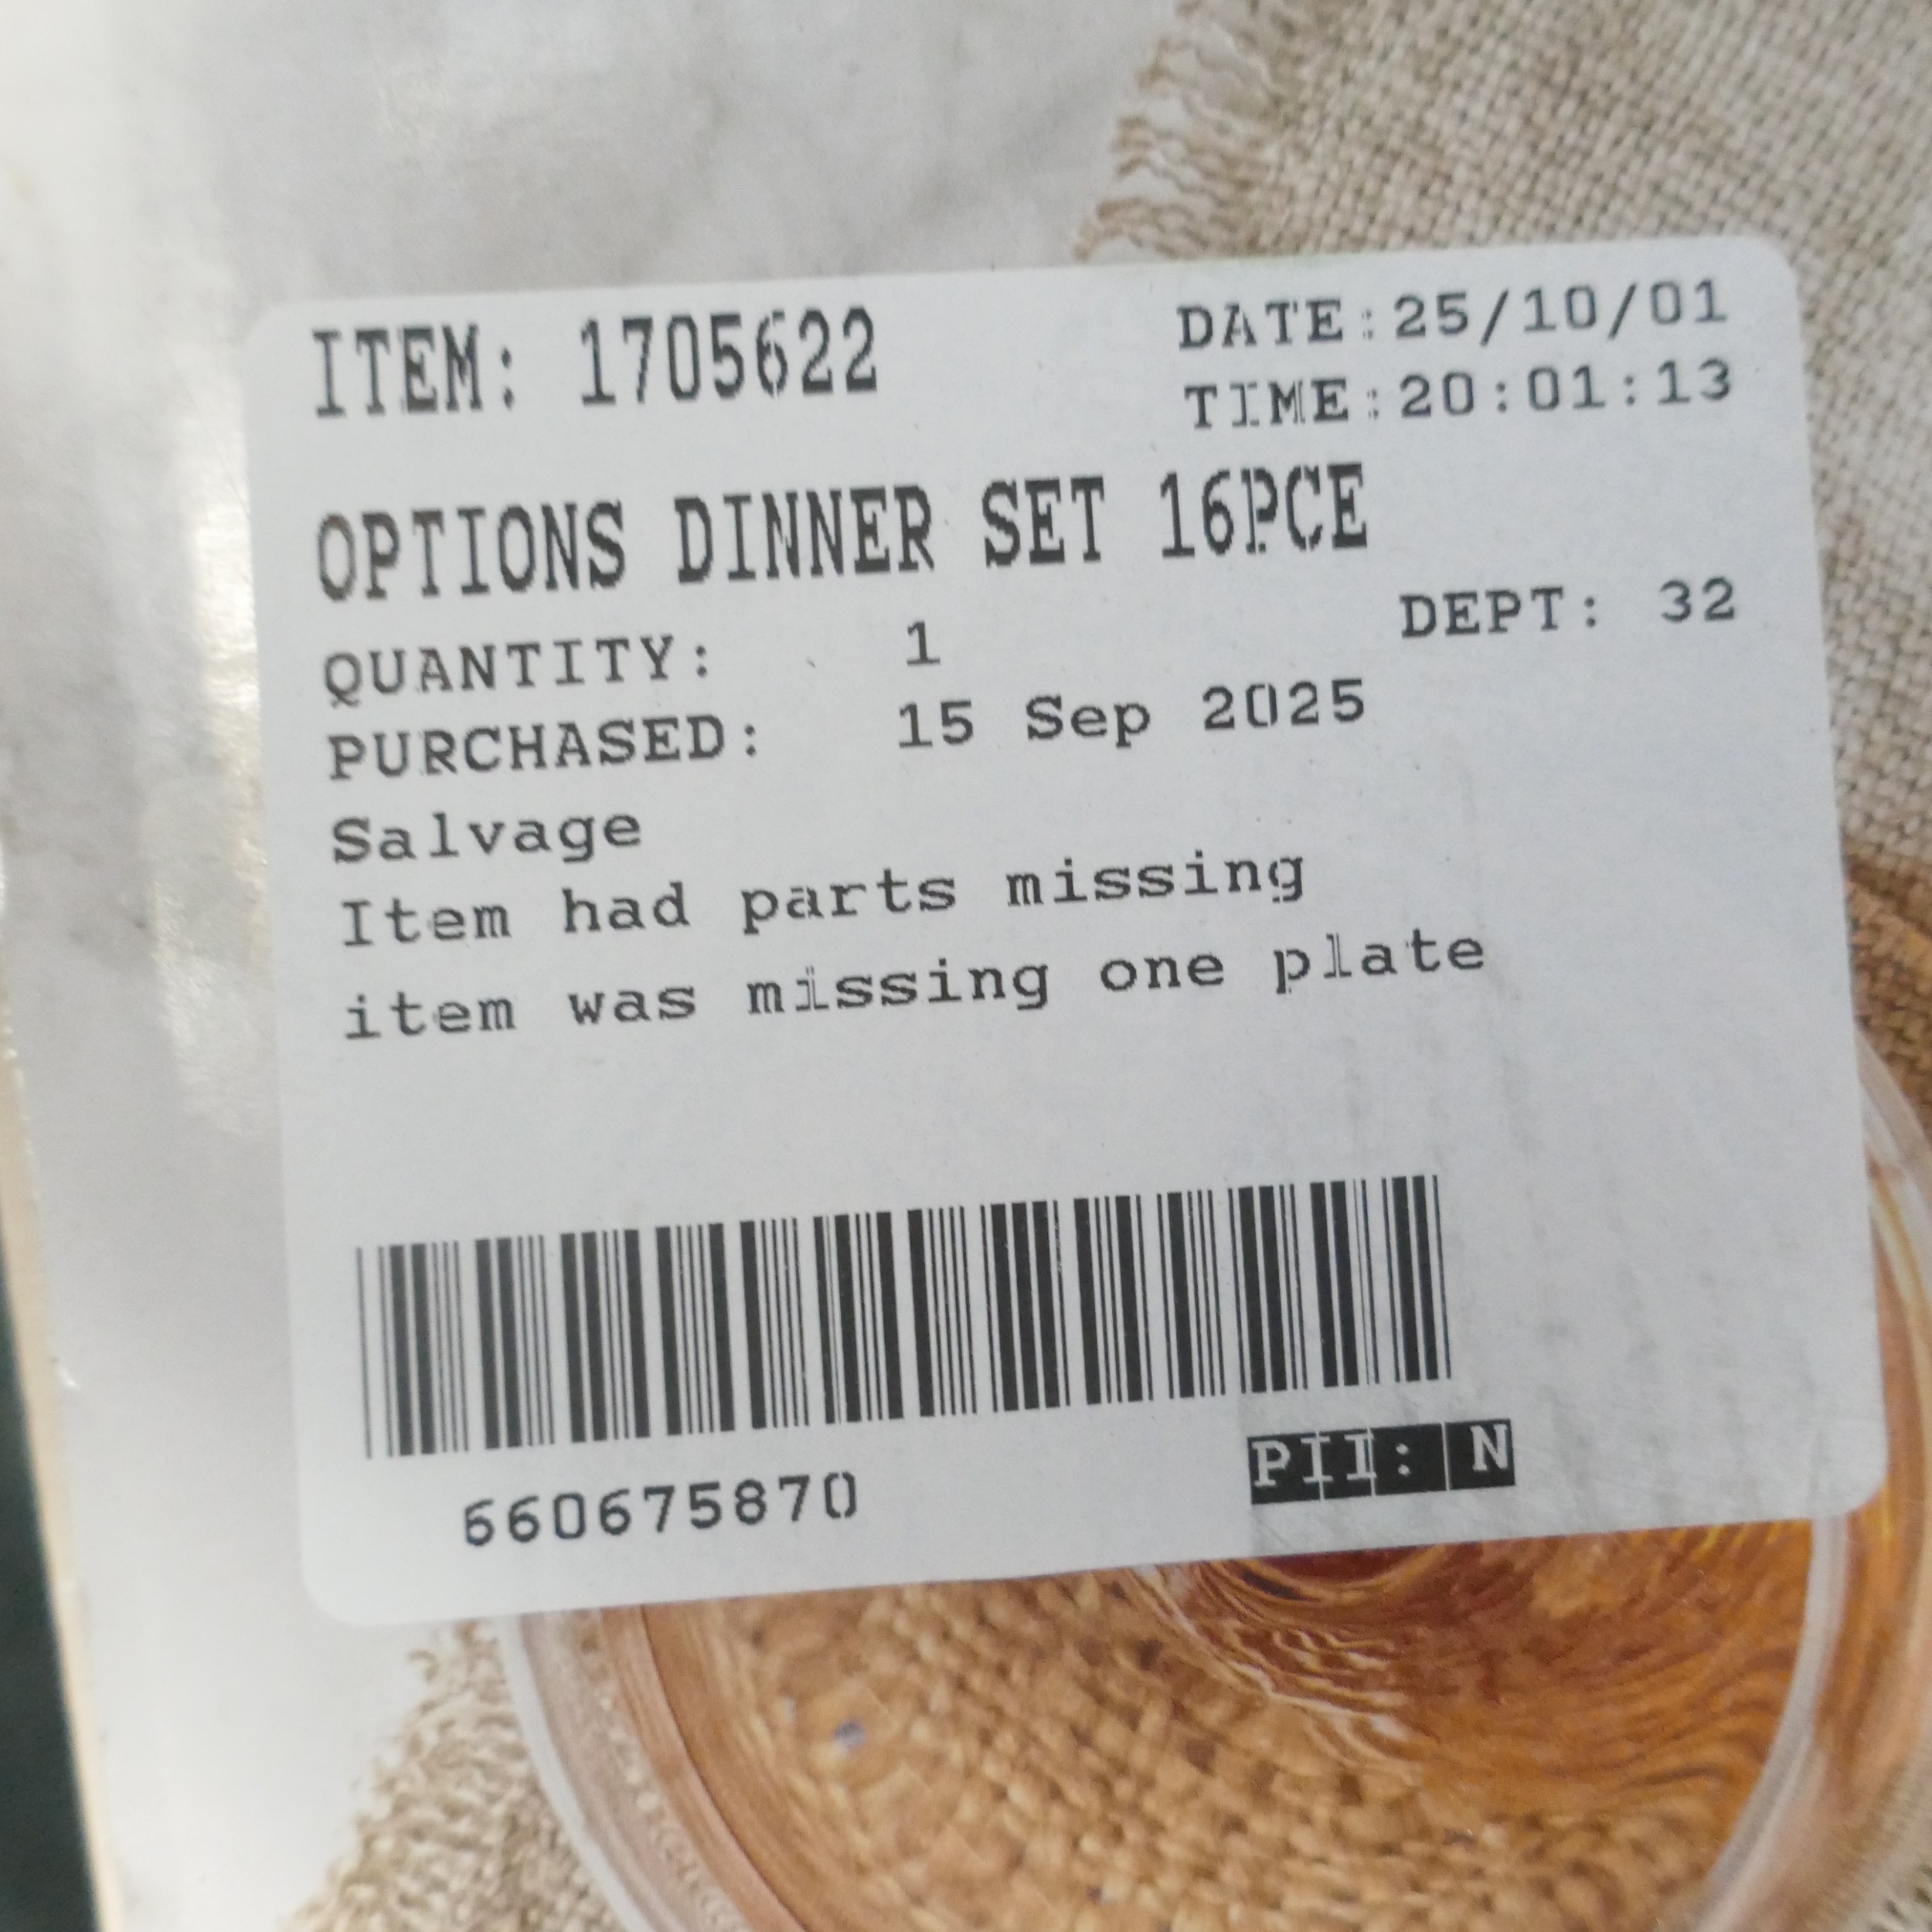 ITEM: 1705622
DATE:25/10/01
TIME:20:01:13
OPTIONS DINNER SET 16PCE
DEPT: 32
QUANTITY: 1
PURCHASED: 15 Sep 2025
Salvage
Item had parts missing
item was missing one plate
660675870
PII: N